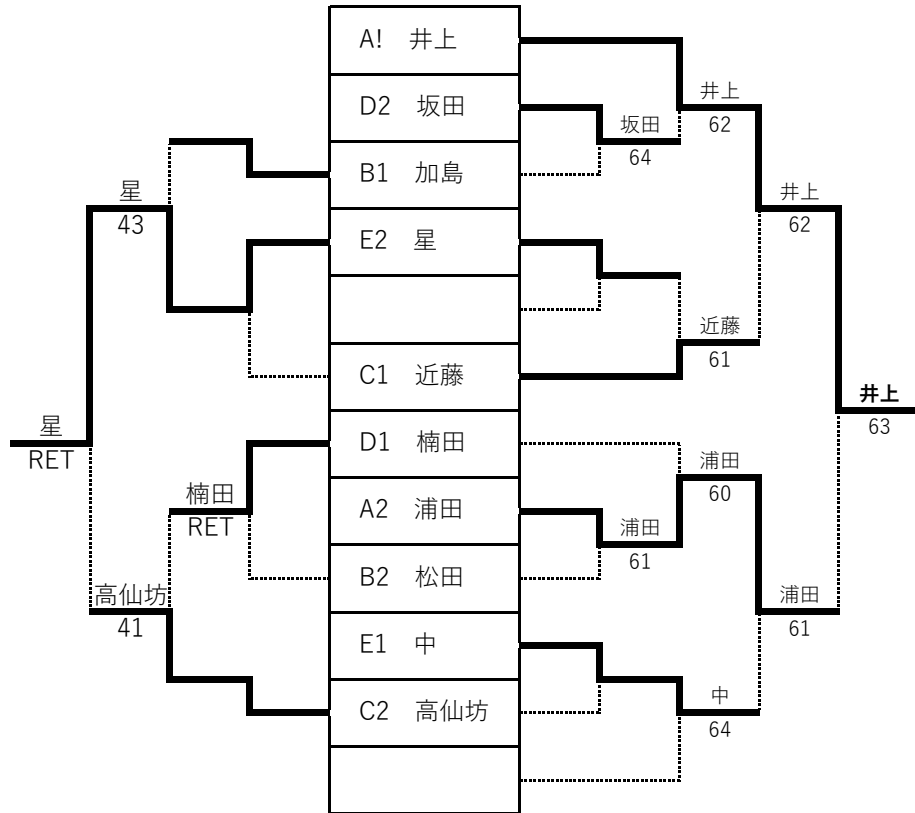 A! 井上
D2 坂田
B1 加島
E2 星
C1 近藤
D1 楠田
A2 浦田
B2 松田
E1 中
C2 高仙坊
星
43
星
RET
楠田
RET
高仙坊
41
坂田
64
井上
62
近藤
61
井上
62
浦田
61
浦田
60
中
64
浦田
61
井上
63